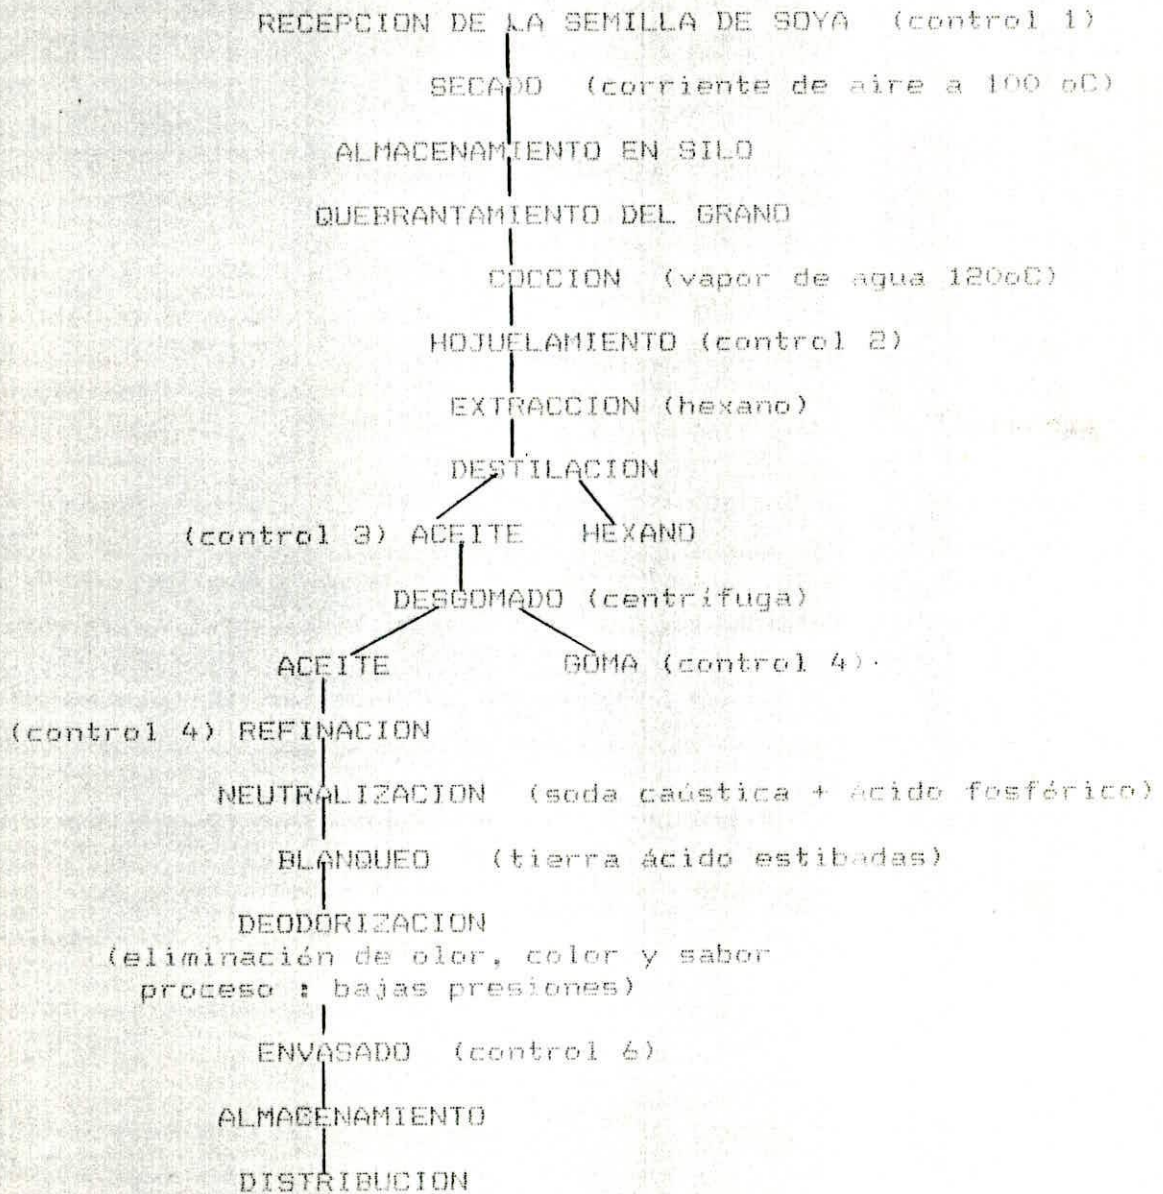 RECEPCION DE LA SEMILLA DE SOYA (control 1)
SECADO (corriente de aire a 100 oC)
ALMACENAMIENTO EN SILO
QUEBRANTAMIENTO DEL GRANO
COCCION (vapor de agua 120oC)
HOJUELAMIENTO (control 2)
EXTRACCION (hexano)
DESTILACION
(control 3) ACEITE HEXANO
DESGOMADO (centrífuga)
ACEITE GOMA (control 4).
(control 4) REFINACION
NEUTRALIZACION (soda caústica + ácido fosférico)
BLANQUEO (tierra ácido estibadas)
DEODORIZACION
(eliminación de olor, color y sabor
proceso : bajas presiones)
ENVASADO (control 6)
ALMACENAMIENTO
DISTRIBUCION